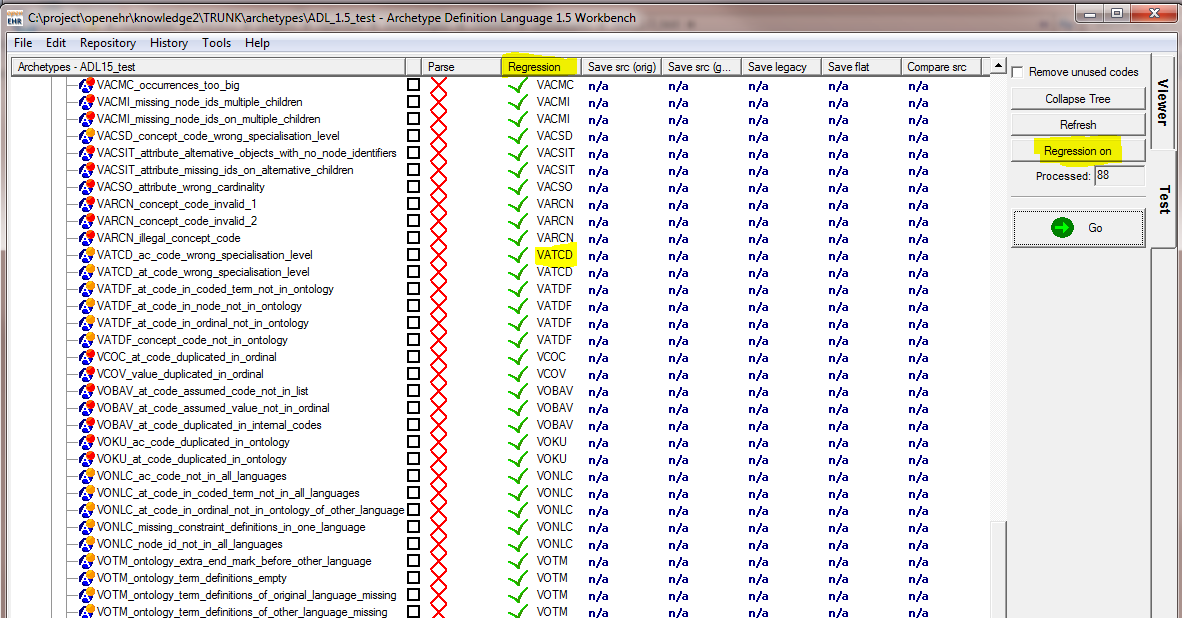 C:\project\openehr\knowledge2\TRUNK\archetypes\ADL_1.5_test - Archetype Definition Language 1.5 Workbench
File Edit Repository History Tools Help
Archetypes - ADL15_test Parse Regression Save src (orig) Save src (g... Save legacy Save flat Compare src
VACMC_occurrences_too_big VACMC n/a n/a n/a n/a n/a
VACMI_missing_node_ids_multiple_children VACMI n/a n/a n/a n/a n/a
VACMI_missing_node_ids_on_multiple_children VACMI n/a n/a n/a n/a n/a
VACSD_concept_code_wrong_specialisation_level VACSD n/a n/a n/a n/a n/a
VACSIT_attribute_alternative_objects_with_no_node_identifiers VACSIT n/a n/a n/a n/a n/a
VACSIT_attribute_missing_ids_on_alternative_children VACSIT n/a n/a n/a n/a n/a
VACSO_attribute_wrong_cardinality VACSO n/a n/a n/a n/a n/a
VARCN_concept_code_invalid_1 VARCN n/a n/a n/a n/a n/a
VARCN_concept_code_invalid_2 VARCN n/a n/a n/a n/a n/a
VARCN_illegal_concept_code VARCN n/a n/a n/a n/a n/a
VATCD_ac_code_wrong_specialisation_level VATCD n/a n/a n/a n/a n/a
VATCD_at_code_wrong_specialisation_level VATCD n/a n/a n/a n/a n/a
VATDF_at_code_in_coded_term_not_in_ontology VATDF n/a n/a n/a n/a n/a
VATDF_at_code_in_node_not_in_ontology VATDF n/a n/a n/a n/a n/a
VATDF_at_code_in_ordinal_not_in_ontology VATDF n/a n/a n/a n/a n/a
VATDF_concept_code_not_in_ontology VATDF n/a n/a n/a n/a n/a
VCOC_at_code_duplicated_in_ordinal VCOC n/a n/a n/a n/a n/a
VCOV_value_duplicated_in_ordinal VCOV n/a n/a n/a n/a n/a
VOBAV_at_code_assumed_code_not_in_list VOBAV n/a n/a n/a n/a n/a
VOBAV_at_code_assumed_value_not_in_ordinal VOBAV n/a n/a n/a n/a n/a
VOBAV_at_code_duplicated_in_internal_codes VOBAV n/a n/a n/a n/a n/a
VOKU_ac_code_duplicated_in_ontology VOKU n/a n/a n/a n/a n/a
VOKU_at_code_duplicated_in_ontology VOKU n/a n/a n/a n/a n/a
VONLC_ac_code_not_in_all_languages VONLC n/a n/a n/a n/a n/a
VONLC_at_code_in_coded_term_not_in_all_languages VONLC n/a n/a n/a n/a n/a
VONLC_at_code_in_ordinal_not_in_ontology_of_other_language VONLC n/a n/a n/a n/a n/a
VONLC_missing_constraint_definitions_in_one_language VONLC n/a n/a n/a n/a n/a
VONLC_node_id_not_in_all_languages VONLC n/a n/a n/a n/a n/a
VOTM_ontology_extra_end_mark_before_other_language VOTM n/a n/a n/a n/a n/a
VOTM_ontology_term_definitions_empty VOTM n/a n/a n/a n/a n/a
VOTM_ontology_term_definitions_of_original_language_missing VOTM n/a n/a n/a n/a n/a
VOTM_ontology_term_definitions_of_other_language_missing VOTM n/a n/a n/a n/a n/a
Remove unused codes
Collapse Tree
Refresh
Regression on
Processed: 88
Go
Viewer
Test